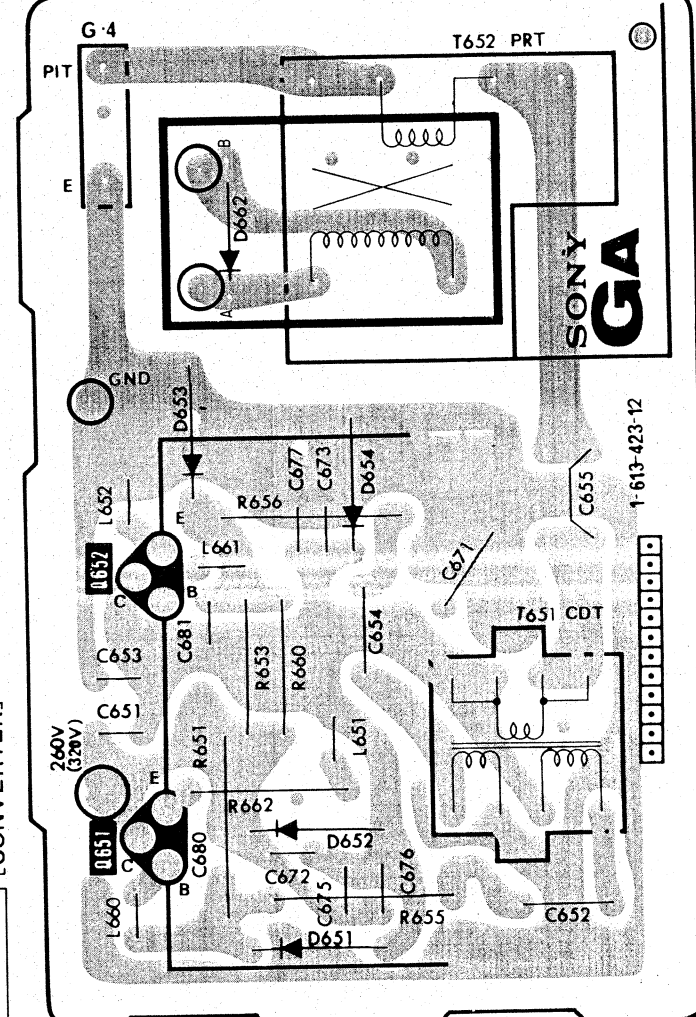 G·4
T652 PRT
PIT
B
E
D662
A
SONY
GA
GND
D653
C677
C673
D654
1-613-423-12
C655
L652
R656
E
L661
Q652
C671
C
B
T651 CDT
C681
C654
C653
R653
R660
C651
260V
(320V)
R651
L651
E
R662
Q651
C
D652
C680
C672
C676
B
C675
L660
R655
C652
D651